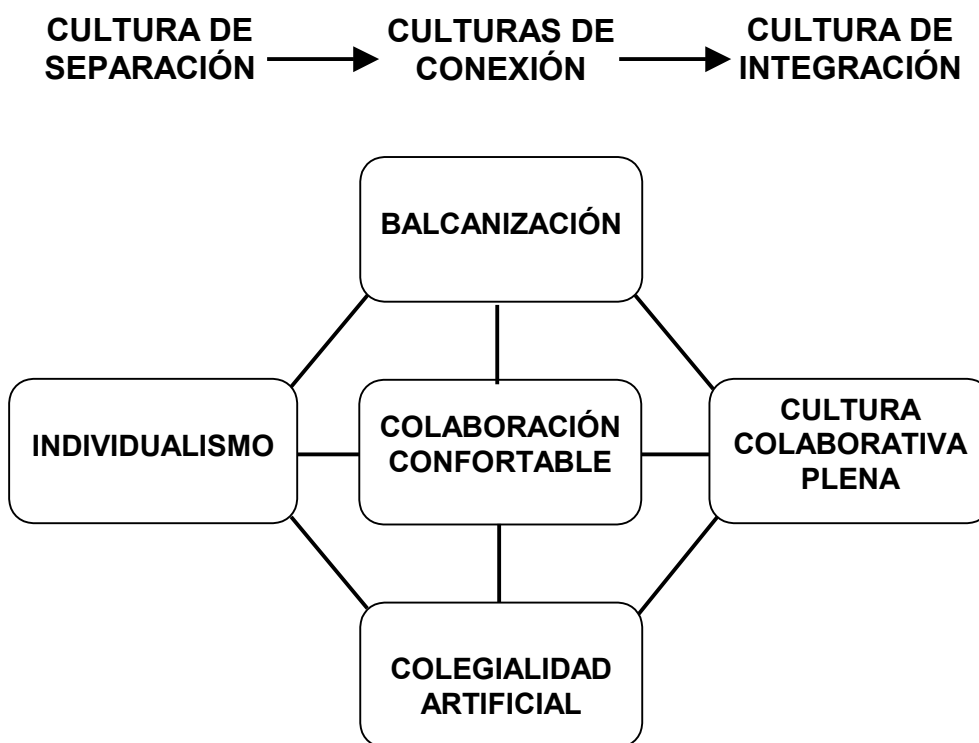 CULTURA DE
SEPARACIÓN
CULTURAS DE
CONEXIÓN
CULTURA DE
INTEGRACIÓN
BALCANIZACIÓN
INDIVIDUALISMO
COLABORACIÓN
CONFORTABLE
CULTURA
COLABORATIVA
PLENA
COLEGIALIDAD
ARTIFICIAL